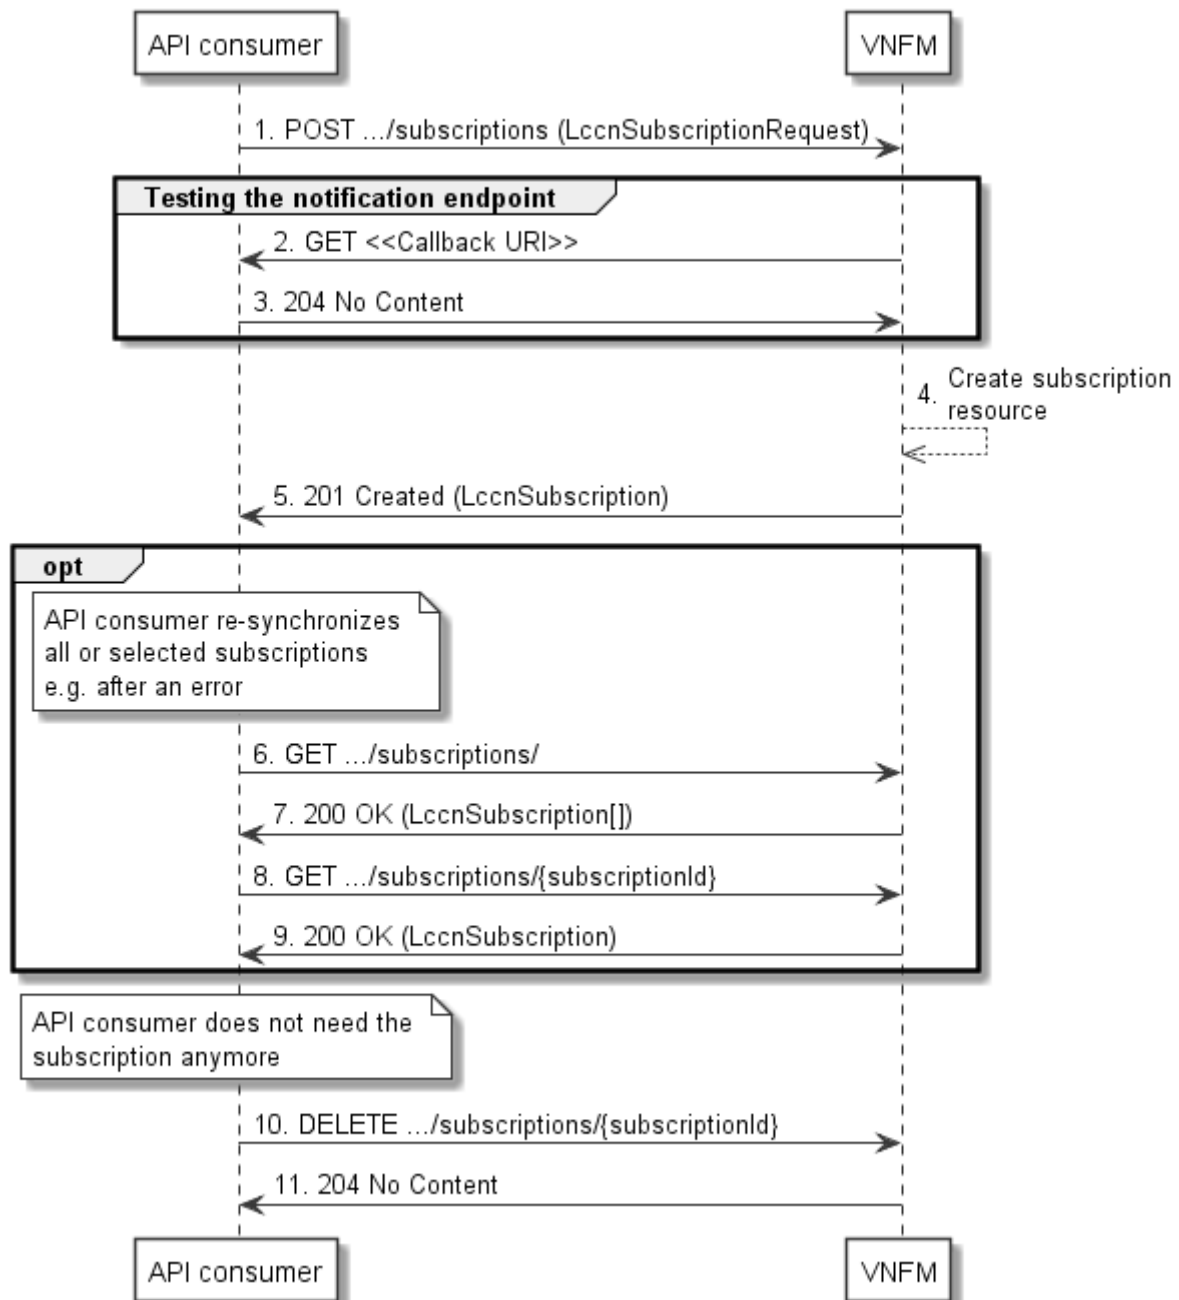 API consumer
VNFM
1. POST .../subscriptions (LccnSubscriptionRequest)
Testing the notification endpoint
2. GET <<Callback URI>>
3. 204 No Content
4. Create subscription
resource
5. 201 Created (LccnSubscription)
opt
API consumer re-synchronizes
all or selected subscriptions
e.g. after an error
6. GET .../subscriptions/
7. 200 OK (LccnSubscription[])
8. GET .../subscriptions/{subscriptionId}
9. 200 OK (LccnSubscription)
API consumer does not need the
subscription anymore
10. DELETE .../subscriptions/{subscriptionId}
11. 204 No Content
API consumer
VNFM